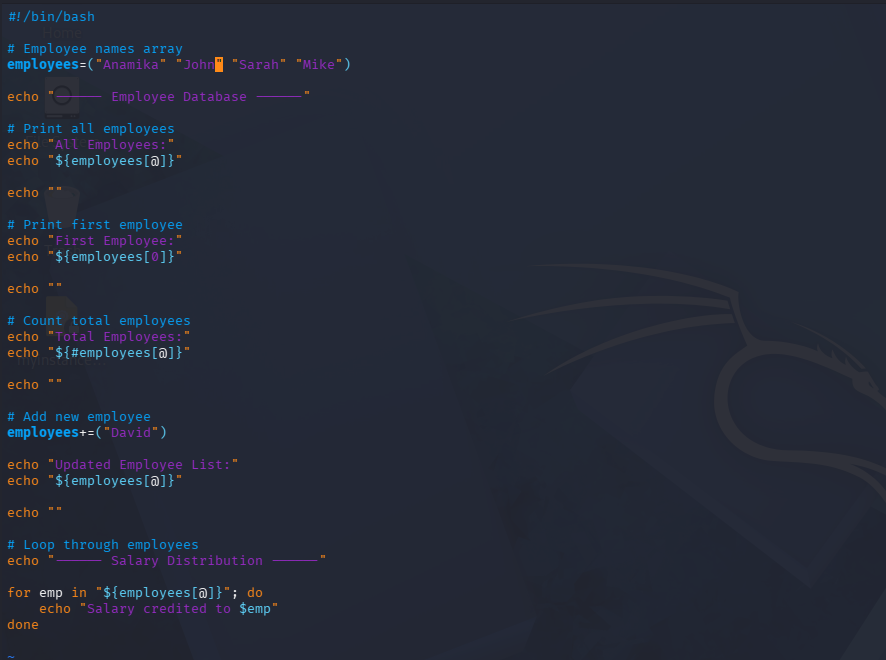 #!/bin/bash
# Employee names array
employees=("Anamika" "John" "Sarah" "Mike")
echo "------ Employee Database ------"
# Print all employees
echo "All Employees:"
echo "${employees[@]}"
echo ""
# Print first employee
echo "First Employee:"
echo "${employees[0]}"
echo ""
# Count total employees
echo "Total Employees:"
echo "${#employees[@]}"
echo ""
# Add new employee
employees+=("David")
echo "Updated Employee List:"
echo "${employees[@]}"
echo ""
# Loop through employees
echo "------ Salary Distribution ------"
for emp in "${employees[@]}"; do
    echo "Salary credited to $emp"
done
~